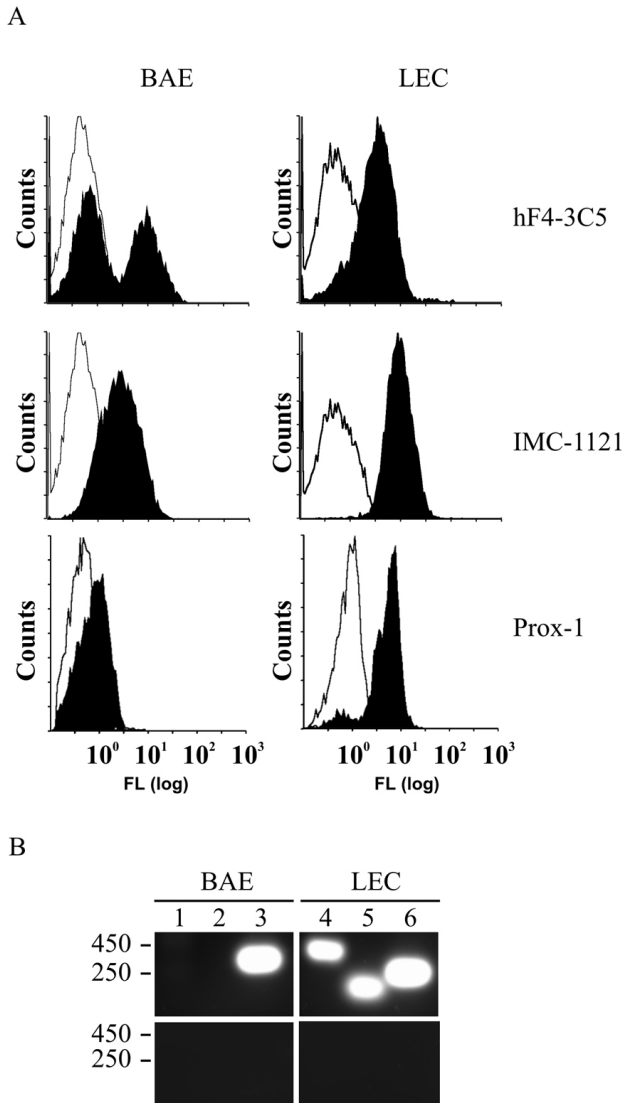 A
BAE LEC
Counts Counts hF4-3C5
Counts Counts IMC-1121
Counts Counts Prox-1
10⁰ 10¹ 10² 10³ 10⁰ 10¹ 10² 10³
FL (log) FL (log)
B
BAE LEC
1 2 3 4 5 6
450 –
250 –
450 –
250 –